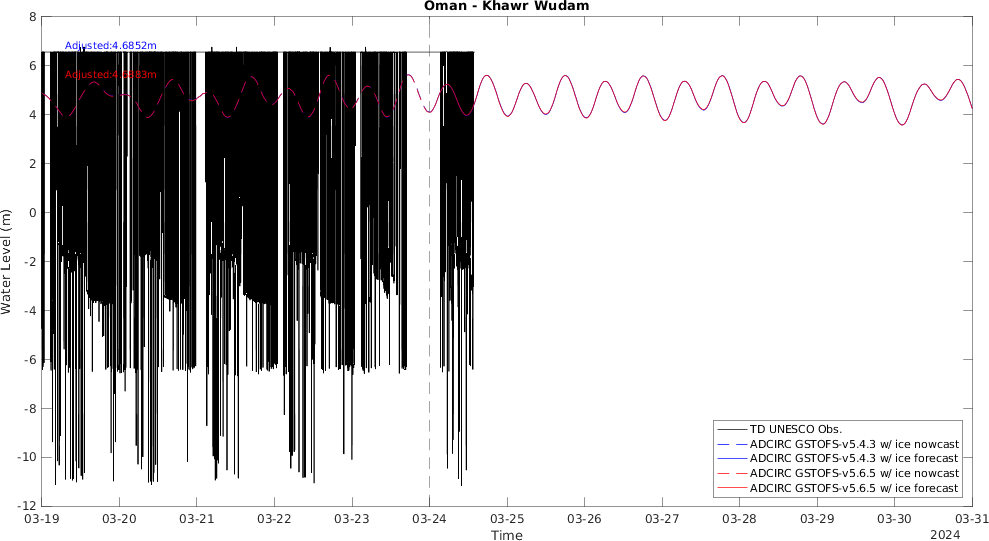 Oman - Khawr Wudam
Adjusted:4.6852m
Water Level (m)
8
6
4
2
0
-2
-4
-6
-8
-10
-12
03-19
03-20
03-21
03-22
03-23
03-24
03-25
03-26
03-27
03-28
03-29
03-30
03-31
Time
2024
TD UNESCO Obs.
ADCIRC GSTOFS-v5.4.3 w/ ice nowcast
ADCIRC GSTOFS-v5.4.3 w/ ice forecast
ADCIRC GSTOFS-v5.6.5 w/ ice nowcast
ADCIRC GSTOFS-v5.6.5 w/ ice forecast